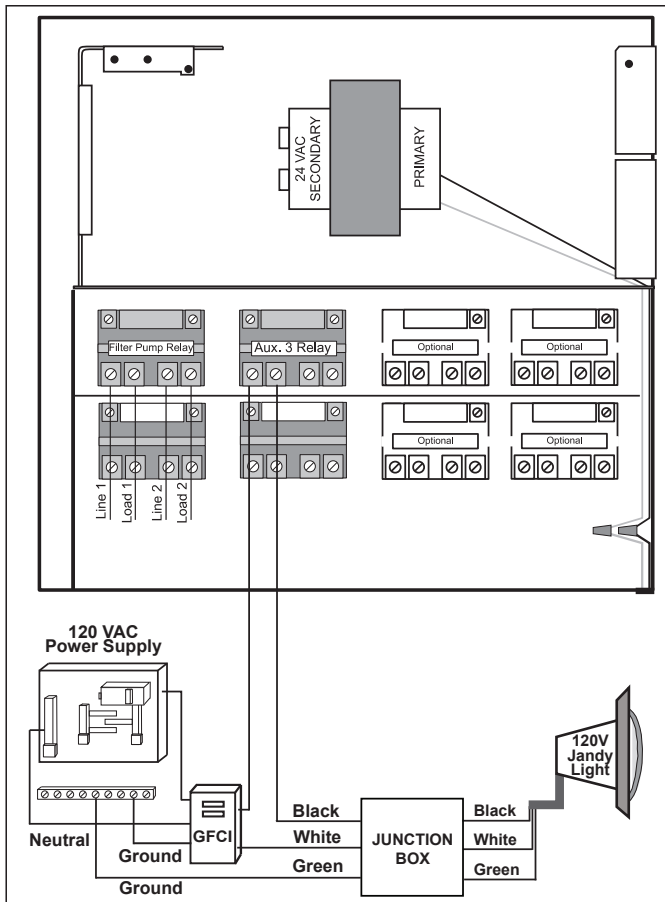 24 VAC
SECONDARY
PRIMARY
Filter Pump Relay
Aux. 3 Relay
Optional
Optional
Optional
Optional
Line 1
Load 1
Line 2
Load 2
120 VAC
Power Supply
120V
Jandy
Light
GFCI
Neutral
Ground
Ground
Black
White
Green
JUNCTION
BOX
Black
White
Green